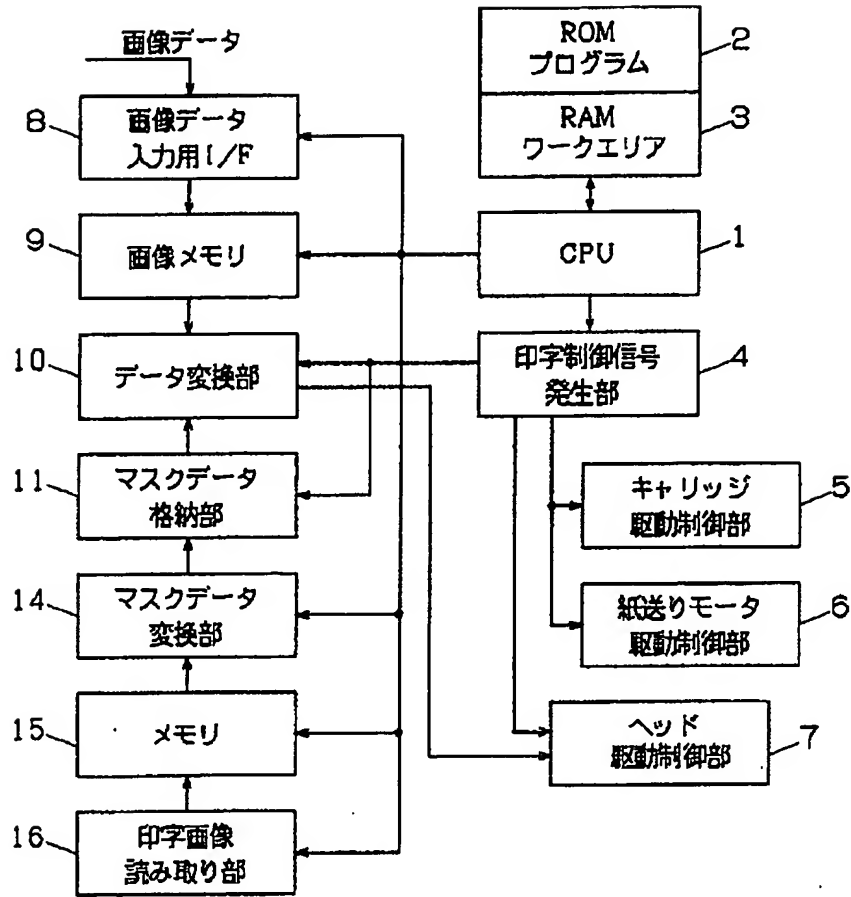 画像データ
8
画像データ
入力用I/F
9
画像メモリ
10
データ変換部
11
マスクデータ
格納部
14
マスクデータ
変換部
15
メモリ
16
印字画像
読み取り部
ROM
プログラム
2
RAM
ワークエリア
3
CPU
1
印字制御信号
発生部
4
キャリッジ
駆動制御部
5
紙送りモータ
駆動制御部
6
ヘッド
駆動制御部
7